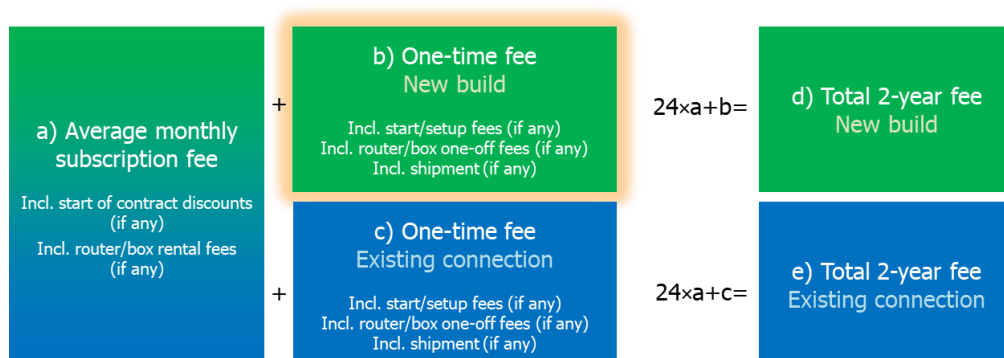 a) Average monthly
subscription fee
Incl. start of contract discounts
(if any)
Incl. router/box rental fees
(if any)
+
b) One-time fee
New build
Incl. start/setup fees (if any)
Incl. router/box one-off fees (if any)
Incl. shipment (if any)
24×a+b=
d) Total 2-year fee
New build
+
c) One-time fee
Existing connection
Incl. start/setup fees (if any)
Incl. router/box one-off fees (if any)
Incl. shipment (if any)
24×a+c=
e) Total 2-year fee
Existing connection